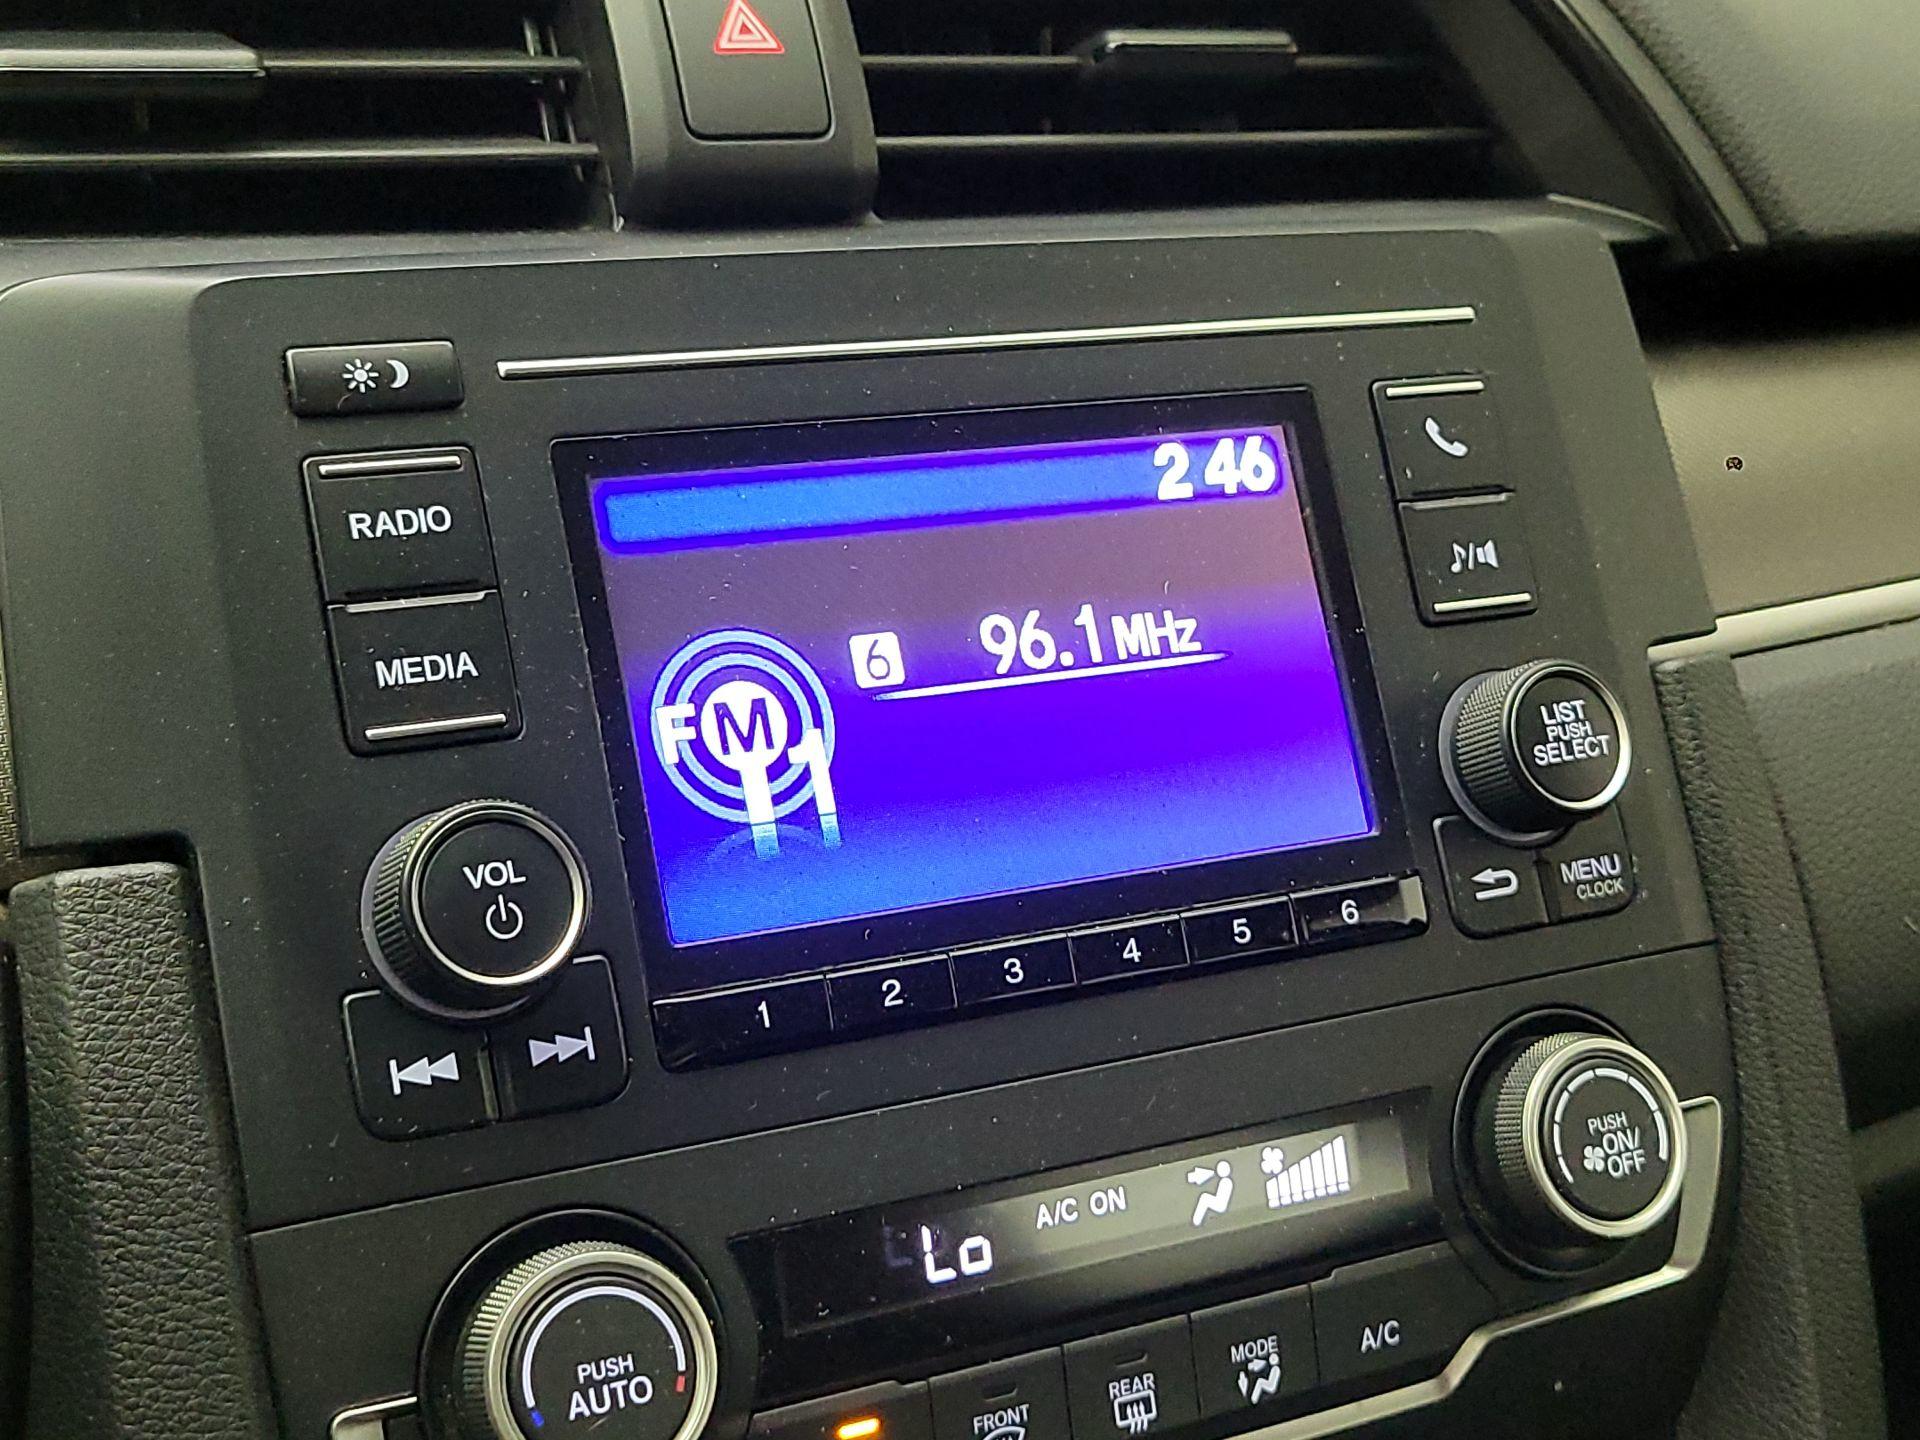 2 46
RADIO
MEDIA
6 96.1 MHz
FM 1
LIST
PUSH
SELECT
VOL
MENU
CLOCK
1 2 3 4 5 6
PUSH
ON/
OFF
Lo A/C ON
PUSH
AUTO
FRONT
REAR
MODE
A/C